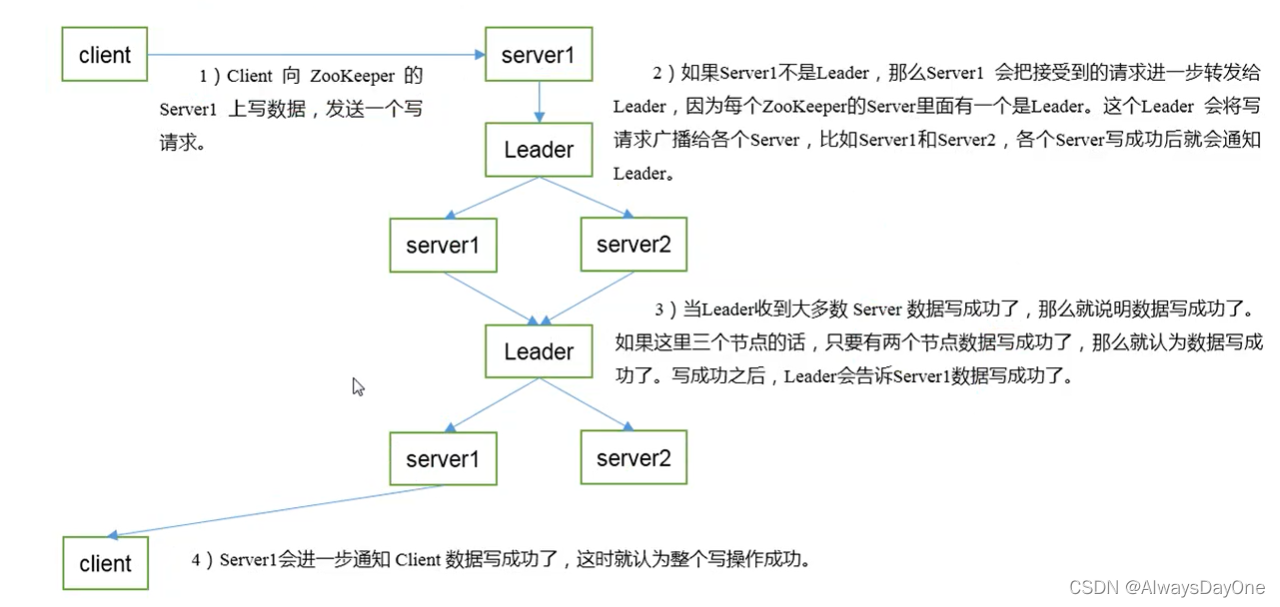 client
server1
1）Client 向 ZooKeeper 的
Server1 上写数据，发送一个写
请求。
2）如果Server1不是Leader，那么Server1 会把接受到的请求进一步转发给
Leader，因为每个ZooKeeper的Server里面有一个是Leader。这个Leader 会将写
请求广播给各个Server，比如Server1和Server2，各个Server写成功后就会通知
Leader。
Leader
server1
server2
3）当Leader收到大多数 Server 数据写成功了，那么就说明数据写成功了。
如果这里三个节点的话，只要有两个节点数据写成功了，那么就认为数据写成
功了。写成功之后，Leader会告诉Server1数据写成功了。
Leader
server1
server2
client
4）Server1会进一步通知 Client 数据写成功了，这时就认为整个写操作成功。
CSDN @AlwaysDayOne